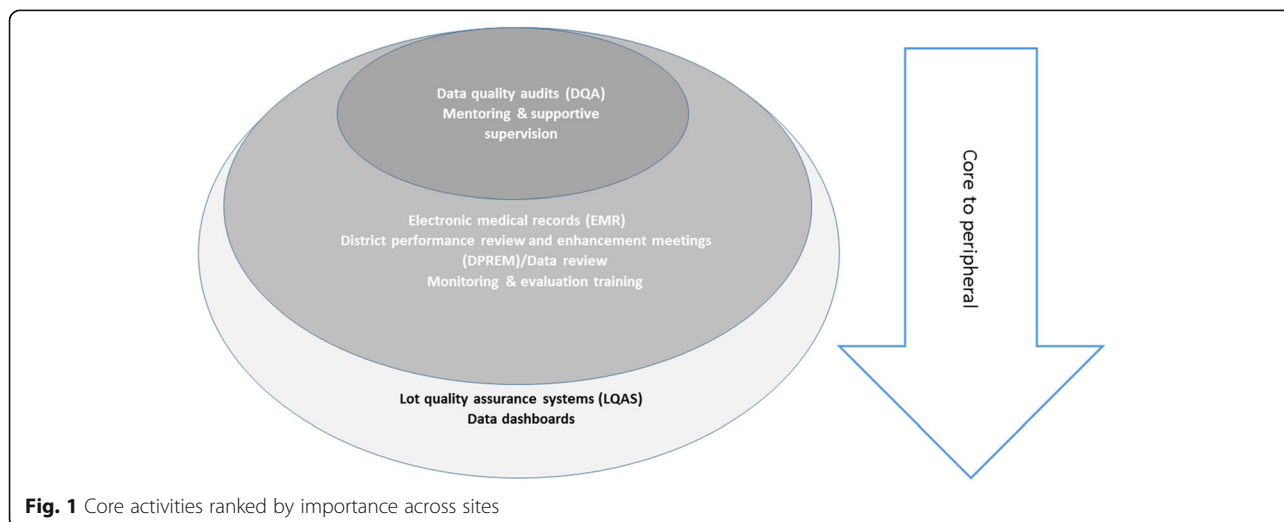 Data quality audits (DQA)
Mentoring & supportive
supervision
Electronic medical records (EMR)
District performance review and enhancement meetings
(DPREM)/Data review
Monitoring & evaluation training
Lot quality assurance systems (LQAS)
Data dashboards
Core to peripheral
Fig. 1 Core activities ranked by importance across sites